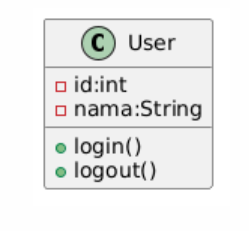 C User
id:int
nama:String
login()
logout()